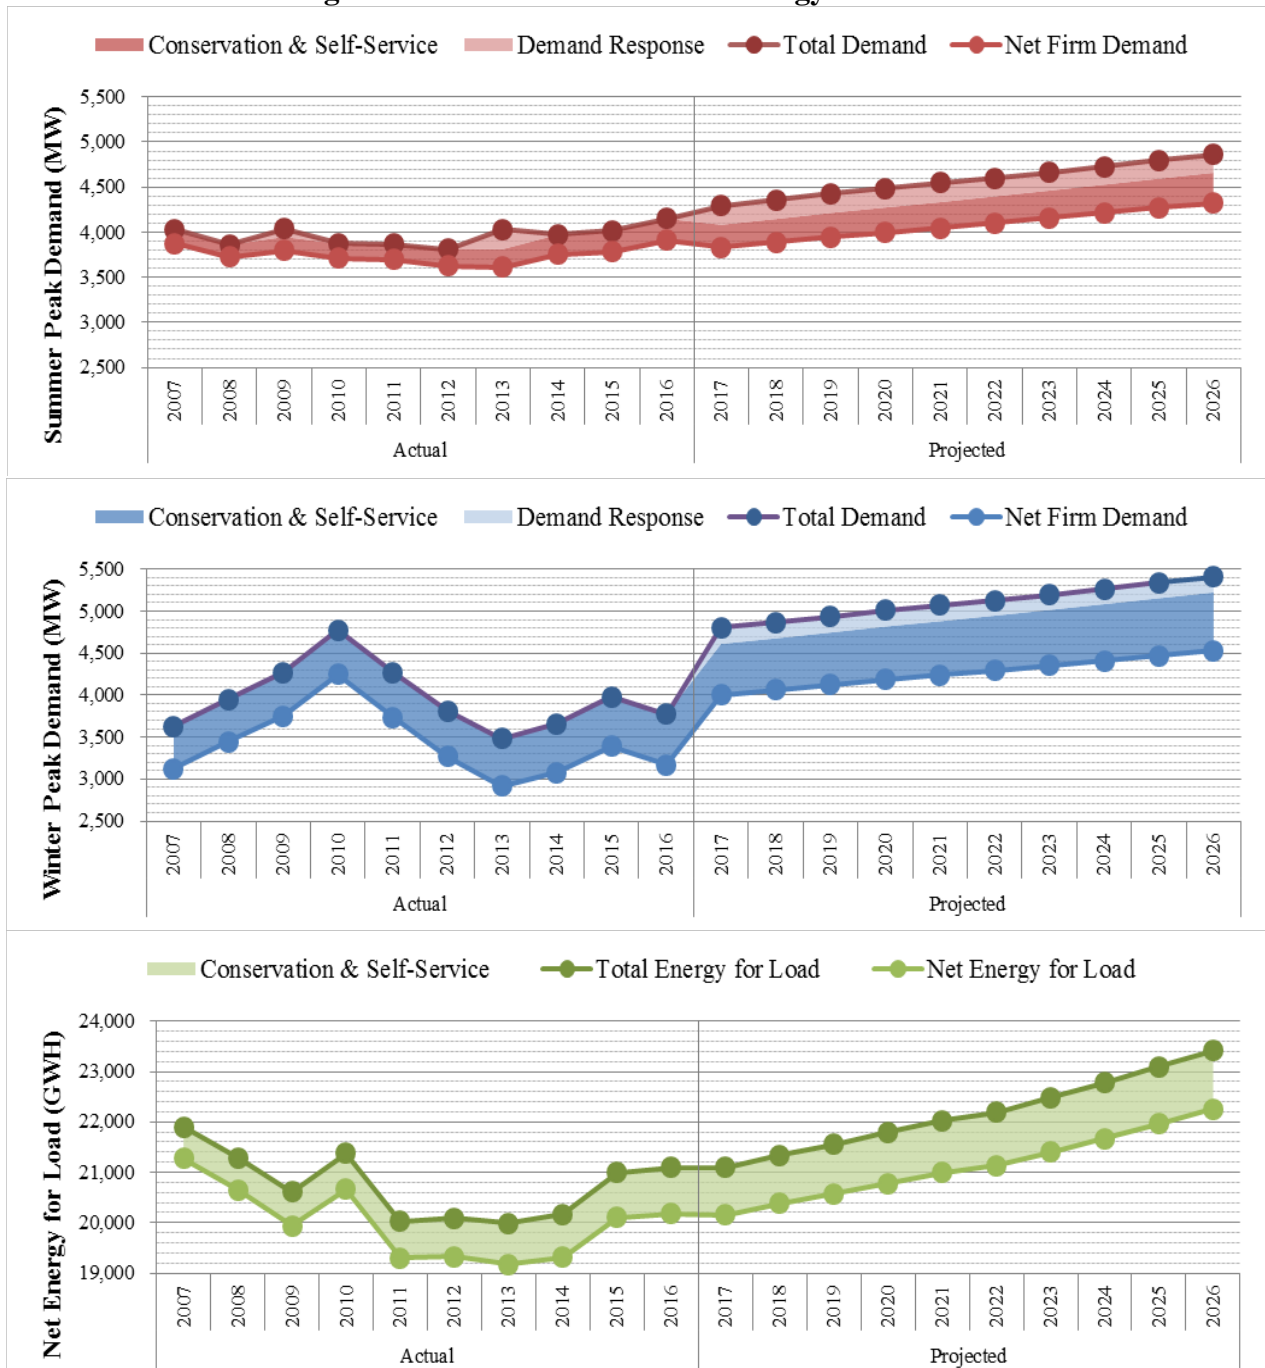 Conservation & Self-Service Demand Response Total Demand Net Firm Demand
Summer Peak Demand (MW)
5,500
5,000
4,500
4,000
3,500
3,000
2,500
2007 2008 2009 2010 2011 2012 2013 2014 2015 2016 2017 2018 2019 2020 2021 2022 2023 2024 2025 2026
Actual Projected
Conservation & Self-Service Demand Response Total Demand Net Firm Demand
Winter Peak Demand (MW)
5,500
5,000
4,500
4,000
3,500
3,000
2,500
2007 2008 2009 2010 2011 2012 2013 2014 2015 2016 2017 2018 2019 2020 2021 2022 2023 2024 2025 2026
Actual Projected
Conservation & Self-Service Total Energy for Load Net Energy for Load
Net Energy for Load (GWH)
24,000
23,000
22,000
21,000
20,000
19,000
2007 2008 2009 2010 2011 2012 2013 2014 2015 2016 2017 2018 2019 2020 2021 2022 2023 2024 2025 2026
Actual Projected